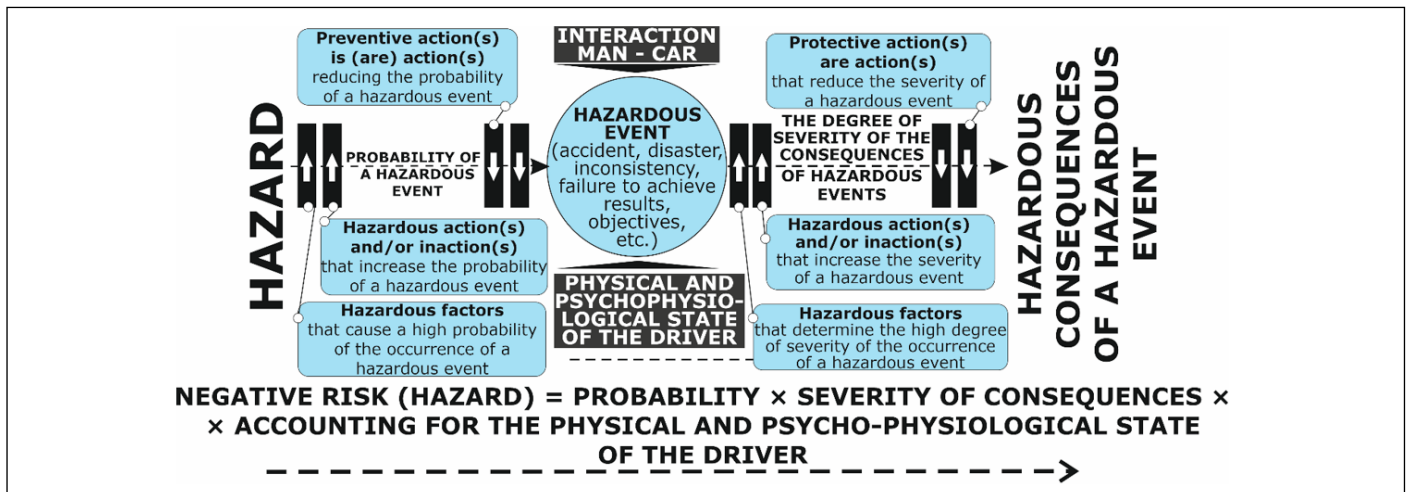 HAZARD
Preventive action(s)
is (are) action(s)
reducing the probability
of a hazardous event
PROBABILITY OF
A HAZARDOUS
EVENT
Hazardous action(s)
and/or inaction(s)
that increase the probability
of a hazardous event
Hazardous factors
that cause a high probability
of the occurrence of a
hazardous event
INTERACTION
MAN - CAR
HAZARDOUS
EVENT
(accident, disaster,
inconsistency,
failure to achieve
results,
objectives,
etc.)
PHYSICAL AND
PSYCHOPHYSIO-
LOGICAL STATE
OF THE DRIVER
Protective action(s)
are action(s)
that reduce the severity of
a hazardous event
THE DEGREE OF
SEVERITY OF THE
CONSEQUENCES
OF HAZARDOUS
EVENTS
Hazardous action(s)
and/or inaction(s)
that increase the severity
of a hazardous event
Hazardous factors
that determine the high degree
of severity of the occurrence
of a hazardous event
HAZARDOUS
CONSEQUENCES
OF A HAZARDOUS
EVENT
NEGATIVE RISK (HAZARD) = PROBABILITY × SEVERITY OF CONSEQUENCES ×
× ACCOUNTING FOR THE PHYSICAL AND PSYCHO-PHYSIOLOGICAL STATE
OF THE DRIVER